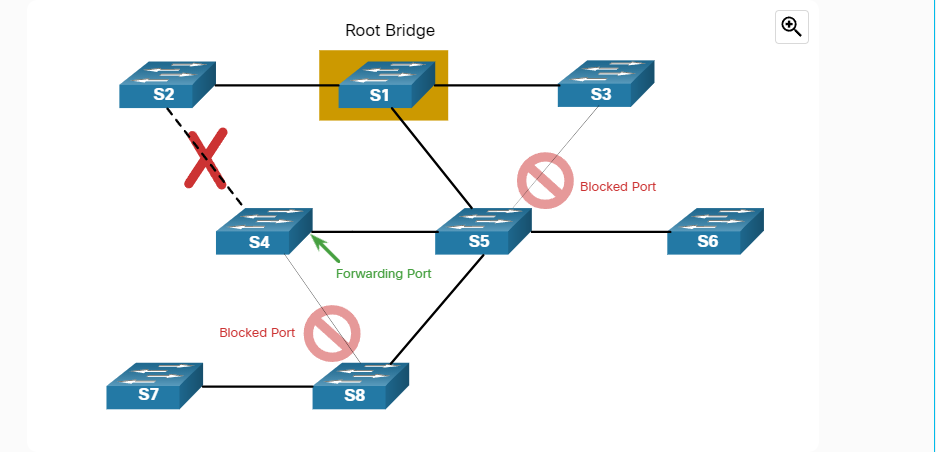 Root Bridge
S2
S1
S3
Blocked Port
S4
S5
S6
Forwarding Port
Blocked Port
S7
S8